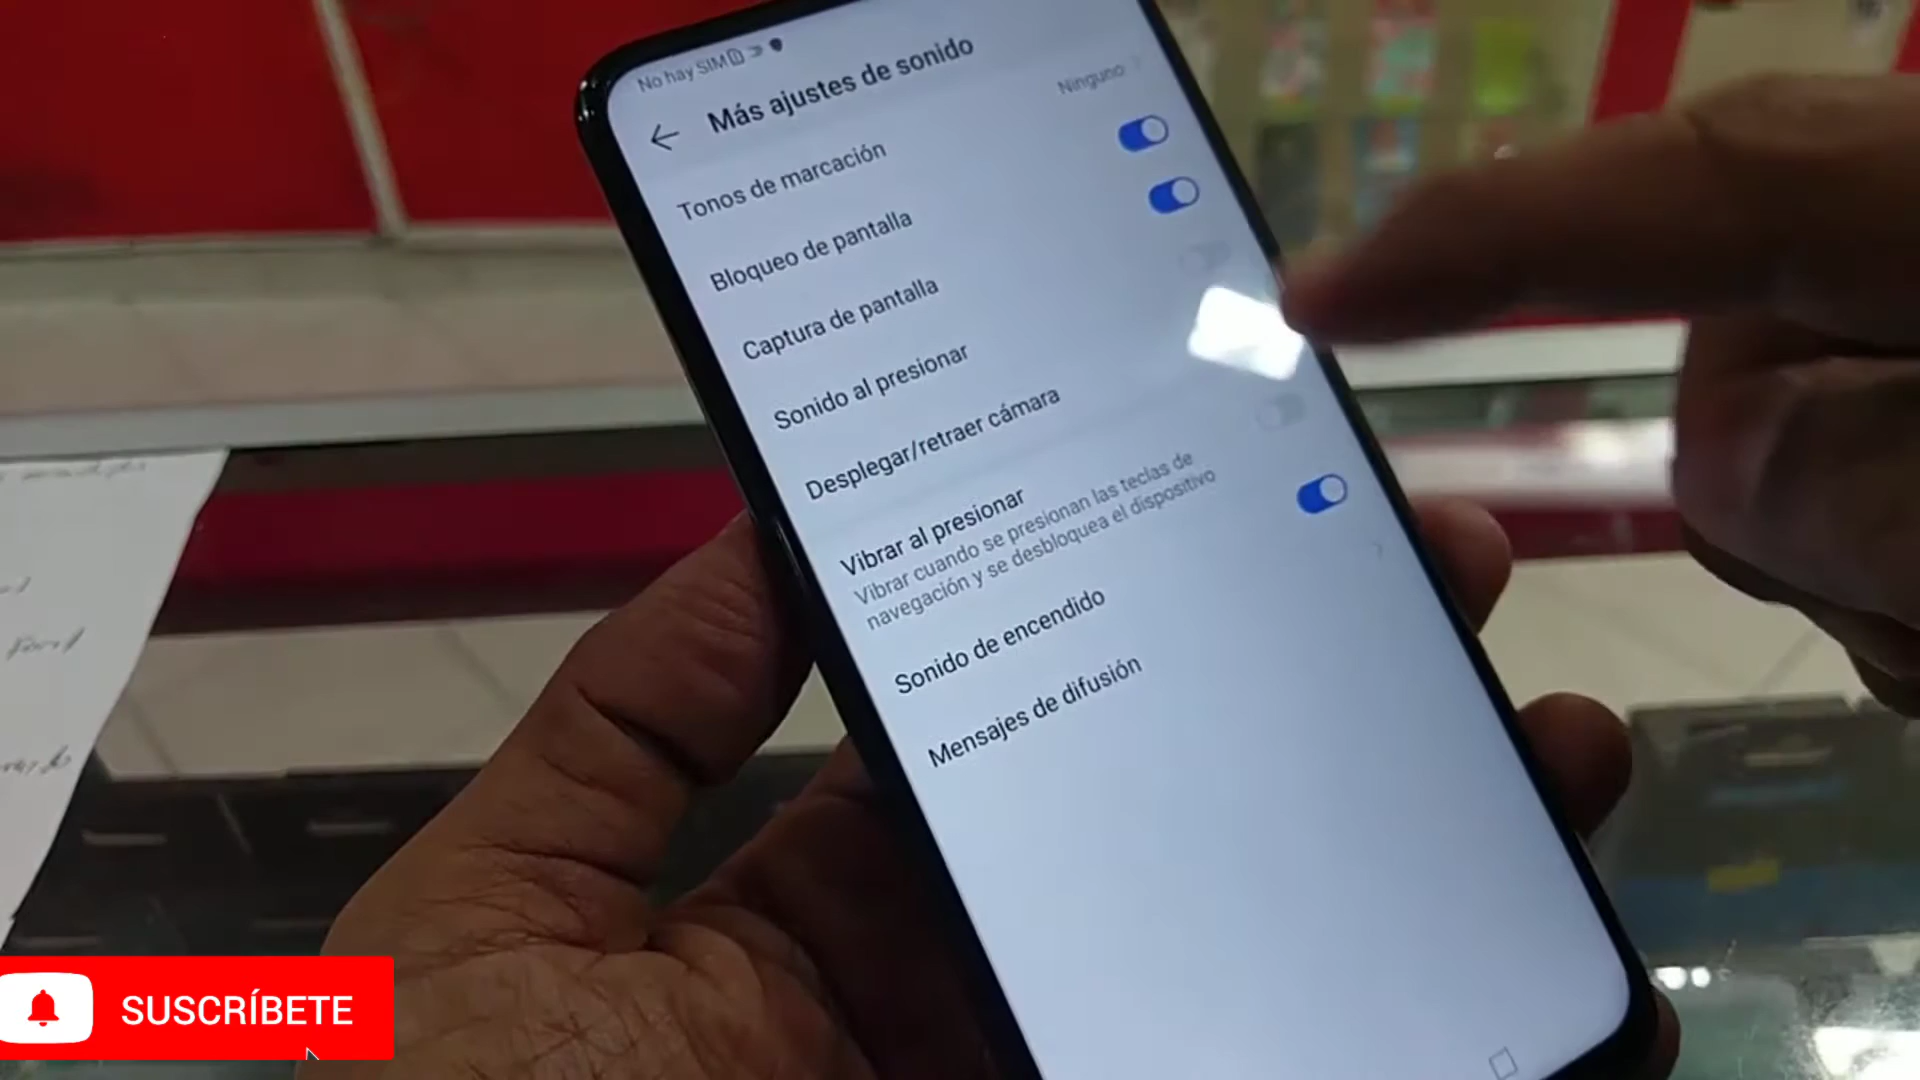 No hay SIM
Más ajustes de sonido
Tonos de marcación
Ninguno
Bloqueo de pantalla
Captura de pantalla
Sonido al presionar
Desplegar/retraer cámara
Vibrar al presionar
Vibrar cuando se presionan las teclas de
navegación y se desbloquea el dispositivo
Sonido de encendido
Mensajes de difusión
SUSCRÍBETE